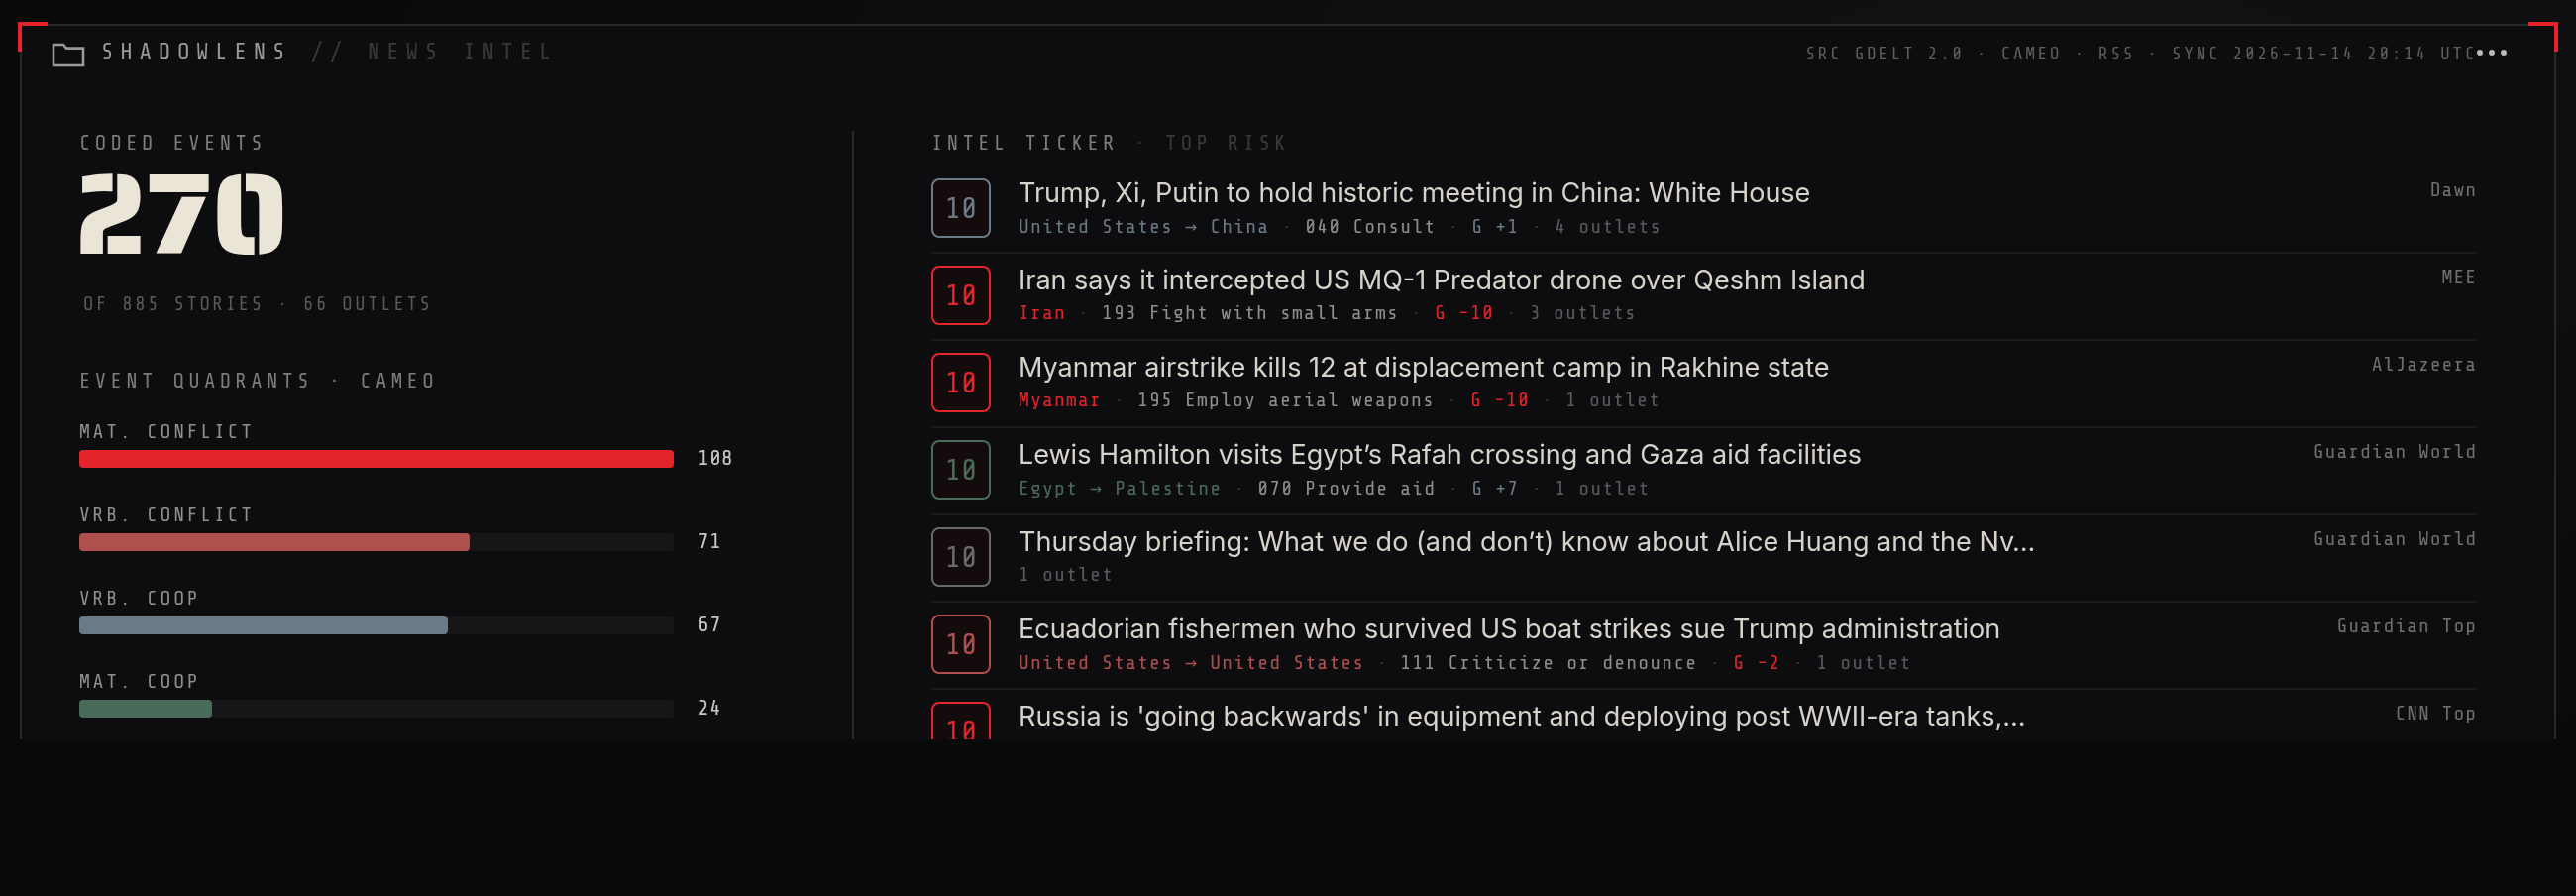 SHADOWLENS // NEWS INTEL
SRC GDELT 2.0 · CAMEO · RSS · SYNC 2026-11-14 20:14 UTC
CODED EVENTS
270
OF 885 STORIES · 66 OUTLETS
EVENT QUADRANTS · CAMEO
MAT. CONFLICT
108
VRB. CONFLICT
71
VRB. COOP
67
MAT. COOP
24
INTEL TICKER · TOP RISK
10 Trump, Xi, Putin to hold historic meeting in China: White House Dawn
United States → China · 040 Consult · G +1 · 4 outlets
10 Iran says it intercepted US MQ-1 Predator drone over Qeshm Island MEE
Iran · 193 Fight with small arms · G -10 · 3 outlets
10 Myanmar airstrike kills 12 at displacement camp in Rakhine state AlJazeera
Myanmar · 195 Employ aerial weapons · G -10 · 1 outlet
10 Lewis Hamilton visits Egypt’s Rafah crossing and Gaza aid facilities Guardian World
Egypt → Palestine · 070 Provide aid · G +7 · 1 outlet
10 Thursday briefing: What we do (and don’t) know about Alice Huang and the Nv... Guardian World
1 outlet
10 Ecuadorian fishermen who survived US boat strikes sue Trump administration Guardian Top
United States → United States · 111 Criticize or denounce · G -2 · 1 outlet
10 Russia is 'going backwards' in equipment and deploying post WWII-era tanks,... CNN Top